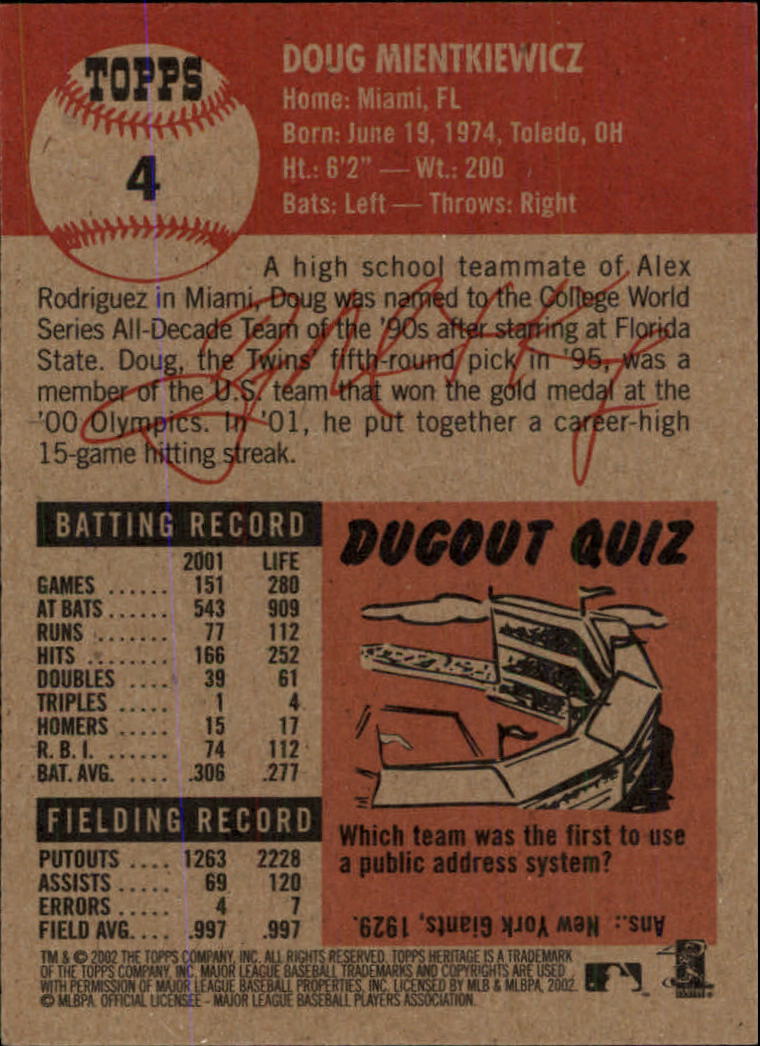 TOPPS
4
DOUG MIENTKIEWICZ
Home: Miami, FL
Born: June 19, 1974, Toledo, OH
Ht.: 6'2" — Wt.: 200
Bats: Left — Throws: Right
A high school teammate of Alex
Rodriguez in Miami, Doug was named to the College World
Series All-Decade Team of the '90s after starring at Florida
State. Doug, the Twins' fifth-round pick in '95, was a
member of the U.S. team that won the gold medal at the
'00 Olympics. In '01, he put together a career-high
15-game hitting streak.
BATTING RECORD
2001 LIFE
GAMES ...... 151 280
AT BATS ...... 543 909
RUNS ........ 77 112
HITS ........ 166 252
DOUBLES .... 39 61
TRIPLES ..... 1 4
HOMERS ..... 15 17
R.B.I. ...... 74 112
BAT. AVG. .... .306 .277
FIELDING RECORD
PUTOUTS .... 1263 2228
ASSISTS ..... 69 120
ERRORS ..... 4 7
FIELD AVG. ... .997 .997
DUGOUT QUIZ
Which team was the first to use
a public address system?
Ans.: New York Giants, 1929.
TM & © 2002 THE TOPPS COMPANY, INC. ALL RIGHTS RESERVED. TOPPS HERITAGE IS A TRADEMARK
OF THE TOPPS COMPANY, INC. MAJOR LEAGUE BASEBALL TRADEMARKS AND COPYRIGHTS ARE USED
WITH PERMISSION OF MAJOR LEAGUE BASEBALL PROPERTIES, INC. LICENSED BY MLB & MLBPA, 2002.
© MLBPA. OFFICIAL LICENSEE - MAJOR LEAGUE BASEBALL PLAYERS ASSOCIATION.